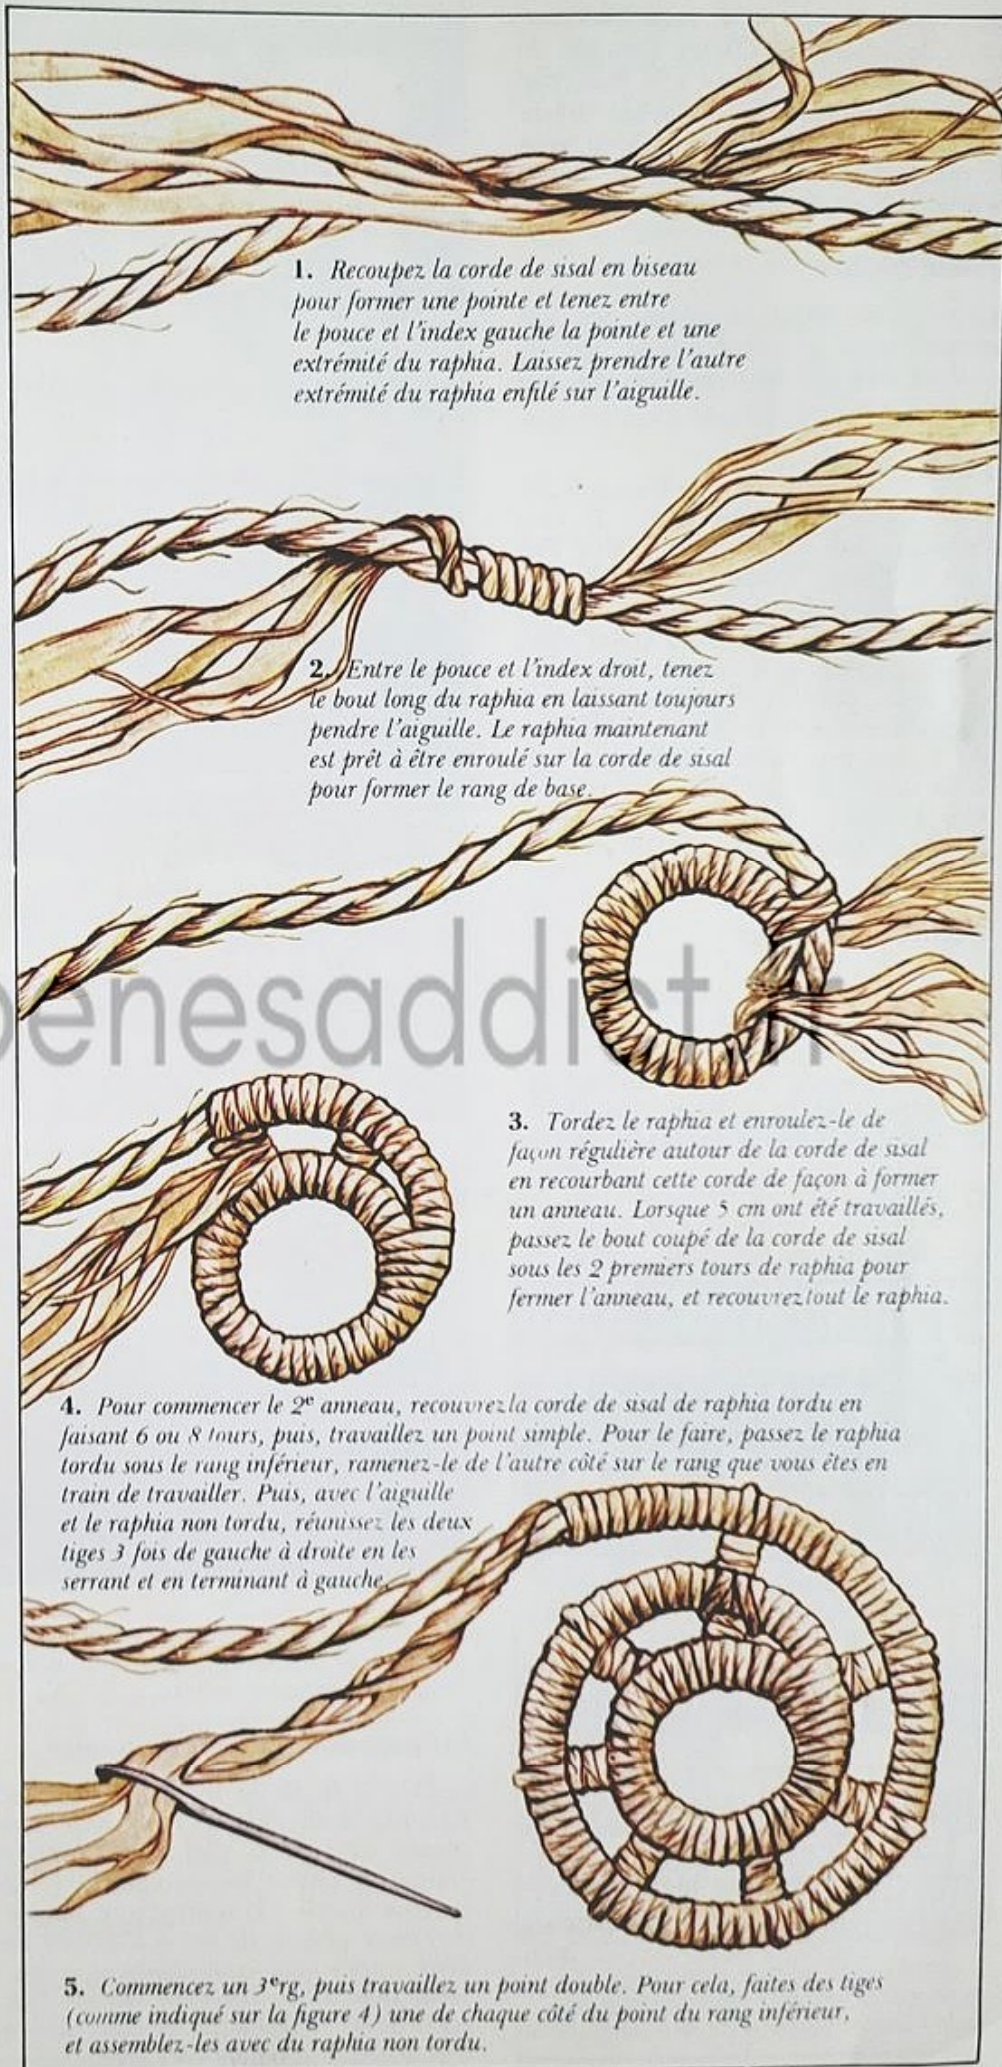 1. Recoupez la corde de sisal en biseau
pour former une pointe et tenez entre
le pouce et l'index gauche la pointe et une
extrémité du raphia. Laissez prendre l'autre
extrémité du raphia enfilé sur l'aiguille.
2. Entre le pouce et l'index droit, tenez
le bout long du raphia en laissant toujours
pendre l'aiguille. Le raphia maintenant
est prêt à être enroulé sur la corde de sisal
pour former le rang de base.
benesaddict
3. Tordez le raphia et enroulez-le de
façon régulière autour de la corde de sisal
en recourbant cette corde de façon à former
un anneau. Lorsque 5 cm ont été travaillés,
passez le bout coupé de la corde de sisal
sous les 2 premiers tours de raphia pour
fermer l'anneau, et recouvrez tout le raphia.
4. Pour commencer le 2e anneau, recouvrez la corde de sisal de raphia tordu en
faisant 6 ou 8 tours, puis, travaillez un point simple. Pour le faire, passez le raphia
tordu sous le rang inférieur, ramenez-le de l'autre côté sur le rang que vous êtes en
train de travailler. Puis, avec l'aiguille
et le raphia non tordu, réunissez les deux
tiges 3 fois de gauche à droite en les
serrant et en terminant à gauche.
5. Commencez un 3e rg, puis travaillez un point double. Pour cela, faites des tiges
(comme indiqué sur la figure 4) une de chaque côté du point du rang inférieur,
et assemblez-les avec du raphia non tordu.